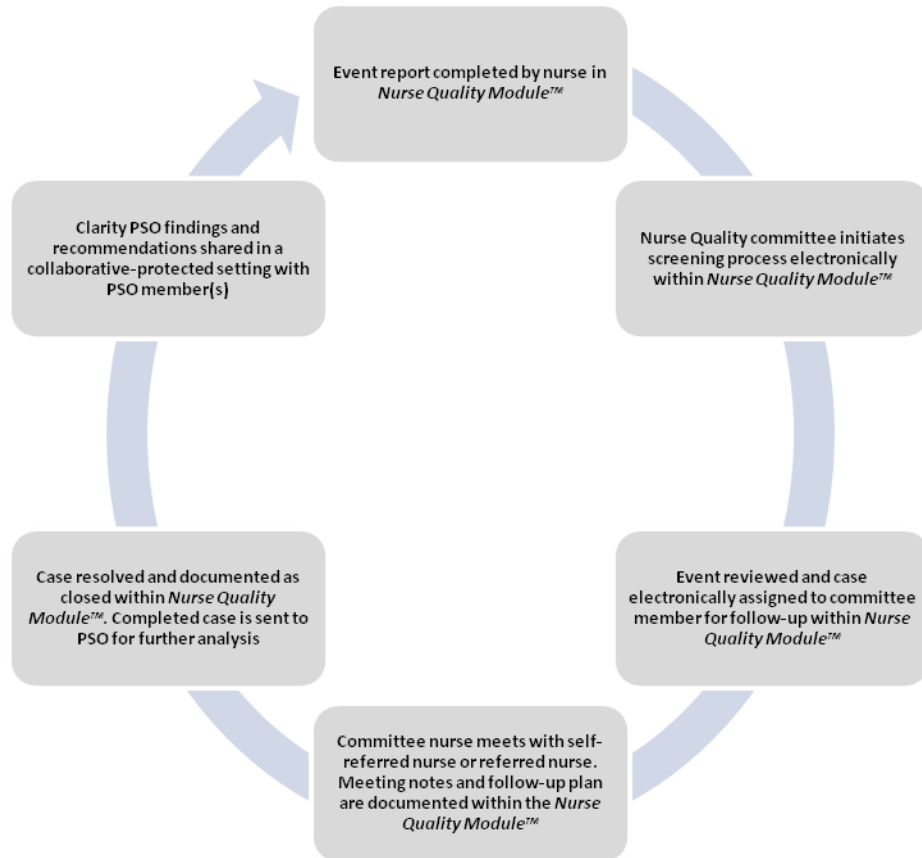 Event report completed by nurse in
Nurse Quality Module™
Nurse Quality committee initiates
screening process electronically
within Nurse Quality Module™
Event reviewed and case
electronically assigned to committee
member for follow-up within Nurse
Quality Module™
Committee nurse meets with self-
referred nurse or referred nurse.
Meeting notes and follow-up plan
are documented within the Nurse
Quality Module™
Case resolved and documented as
closed within Nurse Quality
Module™. Completed case is sent to
PSO for further analysis
Clarity PSO findings and
recommendations shared in a
collaborative-protected setting with
PSO member(s)